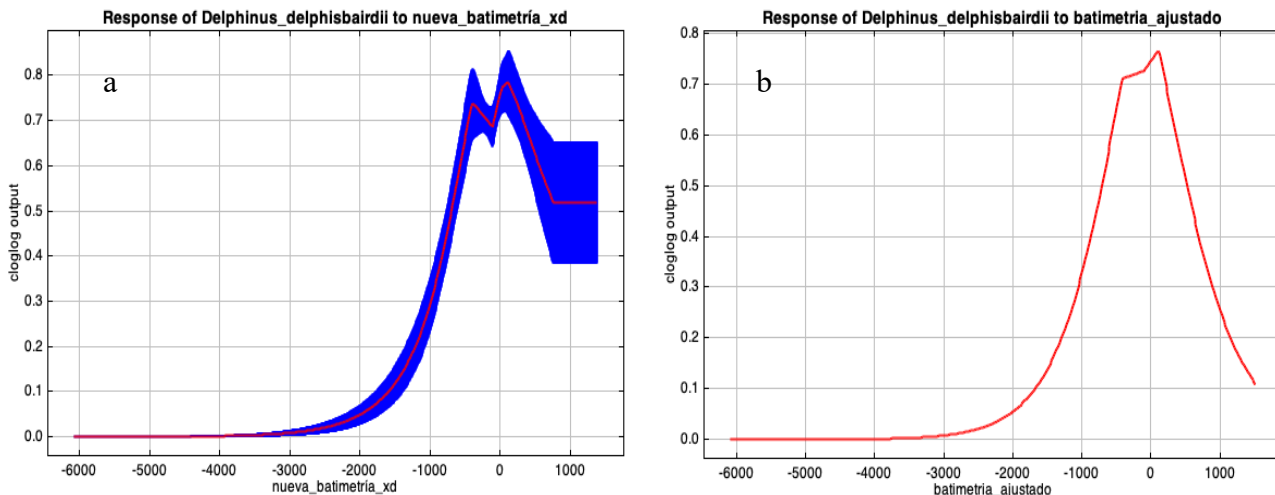 Response of Delphinus_delphisbairdii to nueva_batimetría_xd
a
0.8
0.7
0.6
0.5
0.4
0.3
0.2
0.1
0.0
cloglog output
-6000 -5000 -4000 -3000 -2000 -1000 0 1000
nueva_batimetría_xd
Response of Delphinus_delphisbairdii to batimetria_ajustado
b
0.8
0.7
0.6
0.5
0.4
0.3
0.2
0.1
0.0
cloglog output
-6000 -5000 -4000 -3000 -2000 -1000 0 1000
batimetria_ajustado